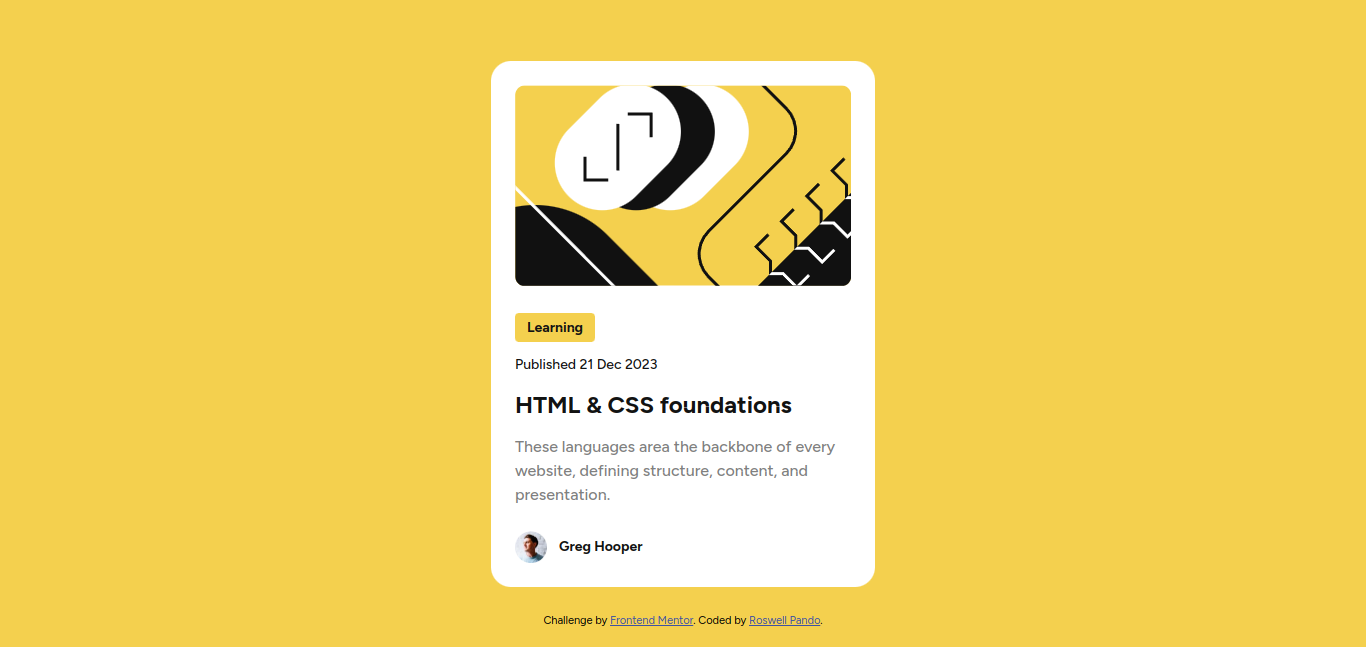 Learning
Published 21 Dec 2023
HTML & CSS foundations
These languages area the backbone of every
website, defining structure, content, and
presentation.
Greg Hooper
Challenge by Frontend Mentor. Coded by Roswell Pando.